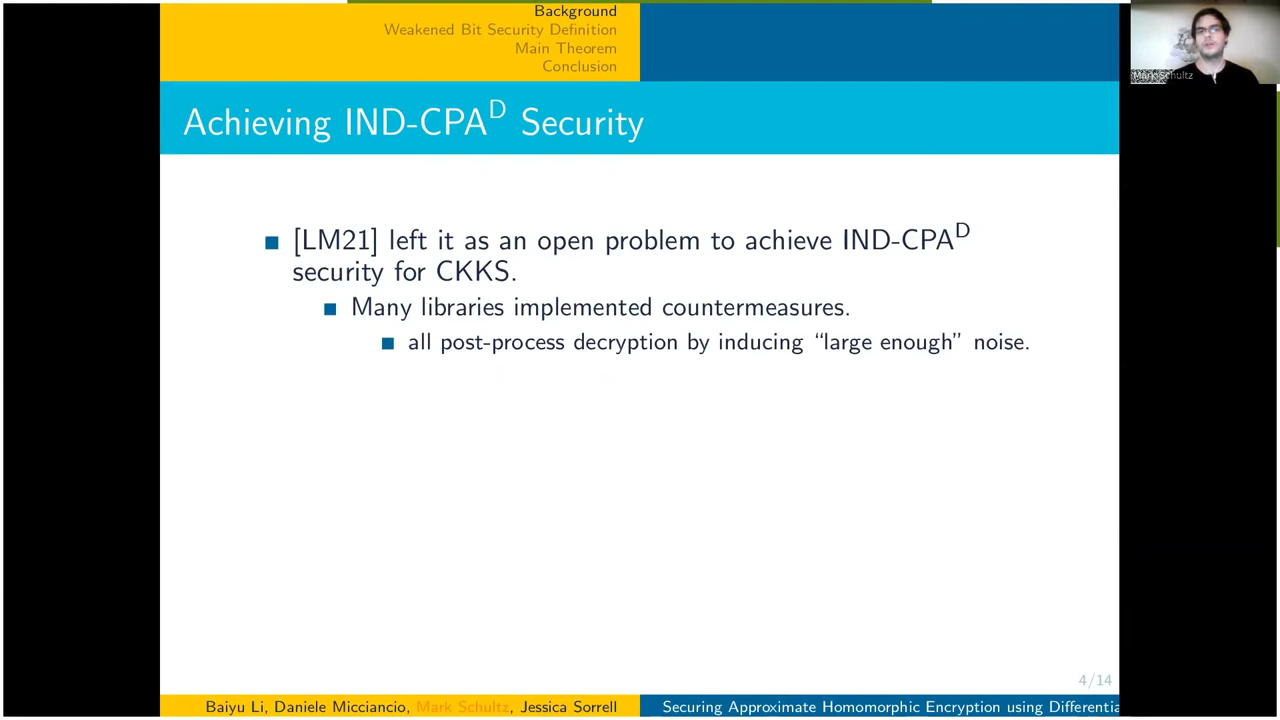 Background
Weakened Bit Security Definition
Main Theorem
Conclusion
Mark Schultz
Achieving IND-CPA^D Security
[LM21] left it as an open problem to achieve IND-CPA^D
security for CKKS.
Many libraries implemented countermeasures.
all post-process decryption by inducing “large enough” noise.
4/14
Baiyu Li, Daniele Micciancio, Mark Schultz, Jessica Sorrell
Securing Approximate Homomorphic Encryption using Differentia